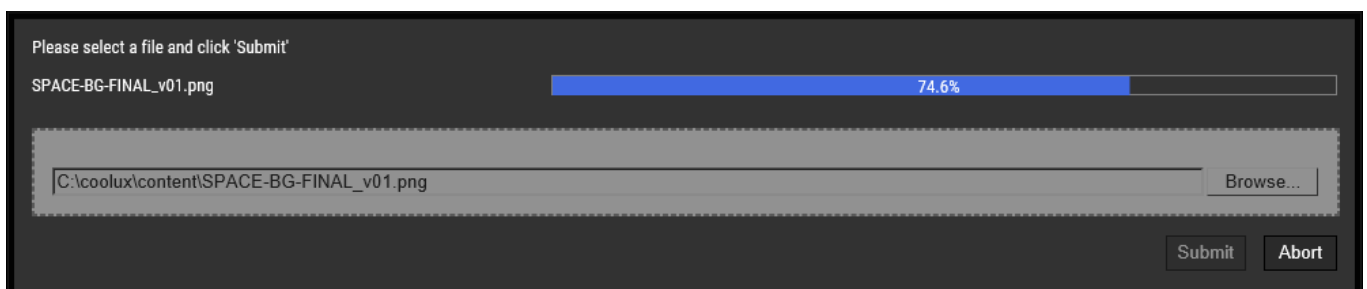 Please select a file and click 'Submit'
SPACE-BG-FINAL_v01.png
74.6%
C:\coolux\content\SPACE-BG-FINAL_v01.png
Browse...
Submit
Abort